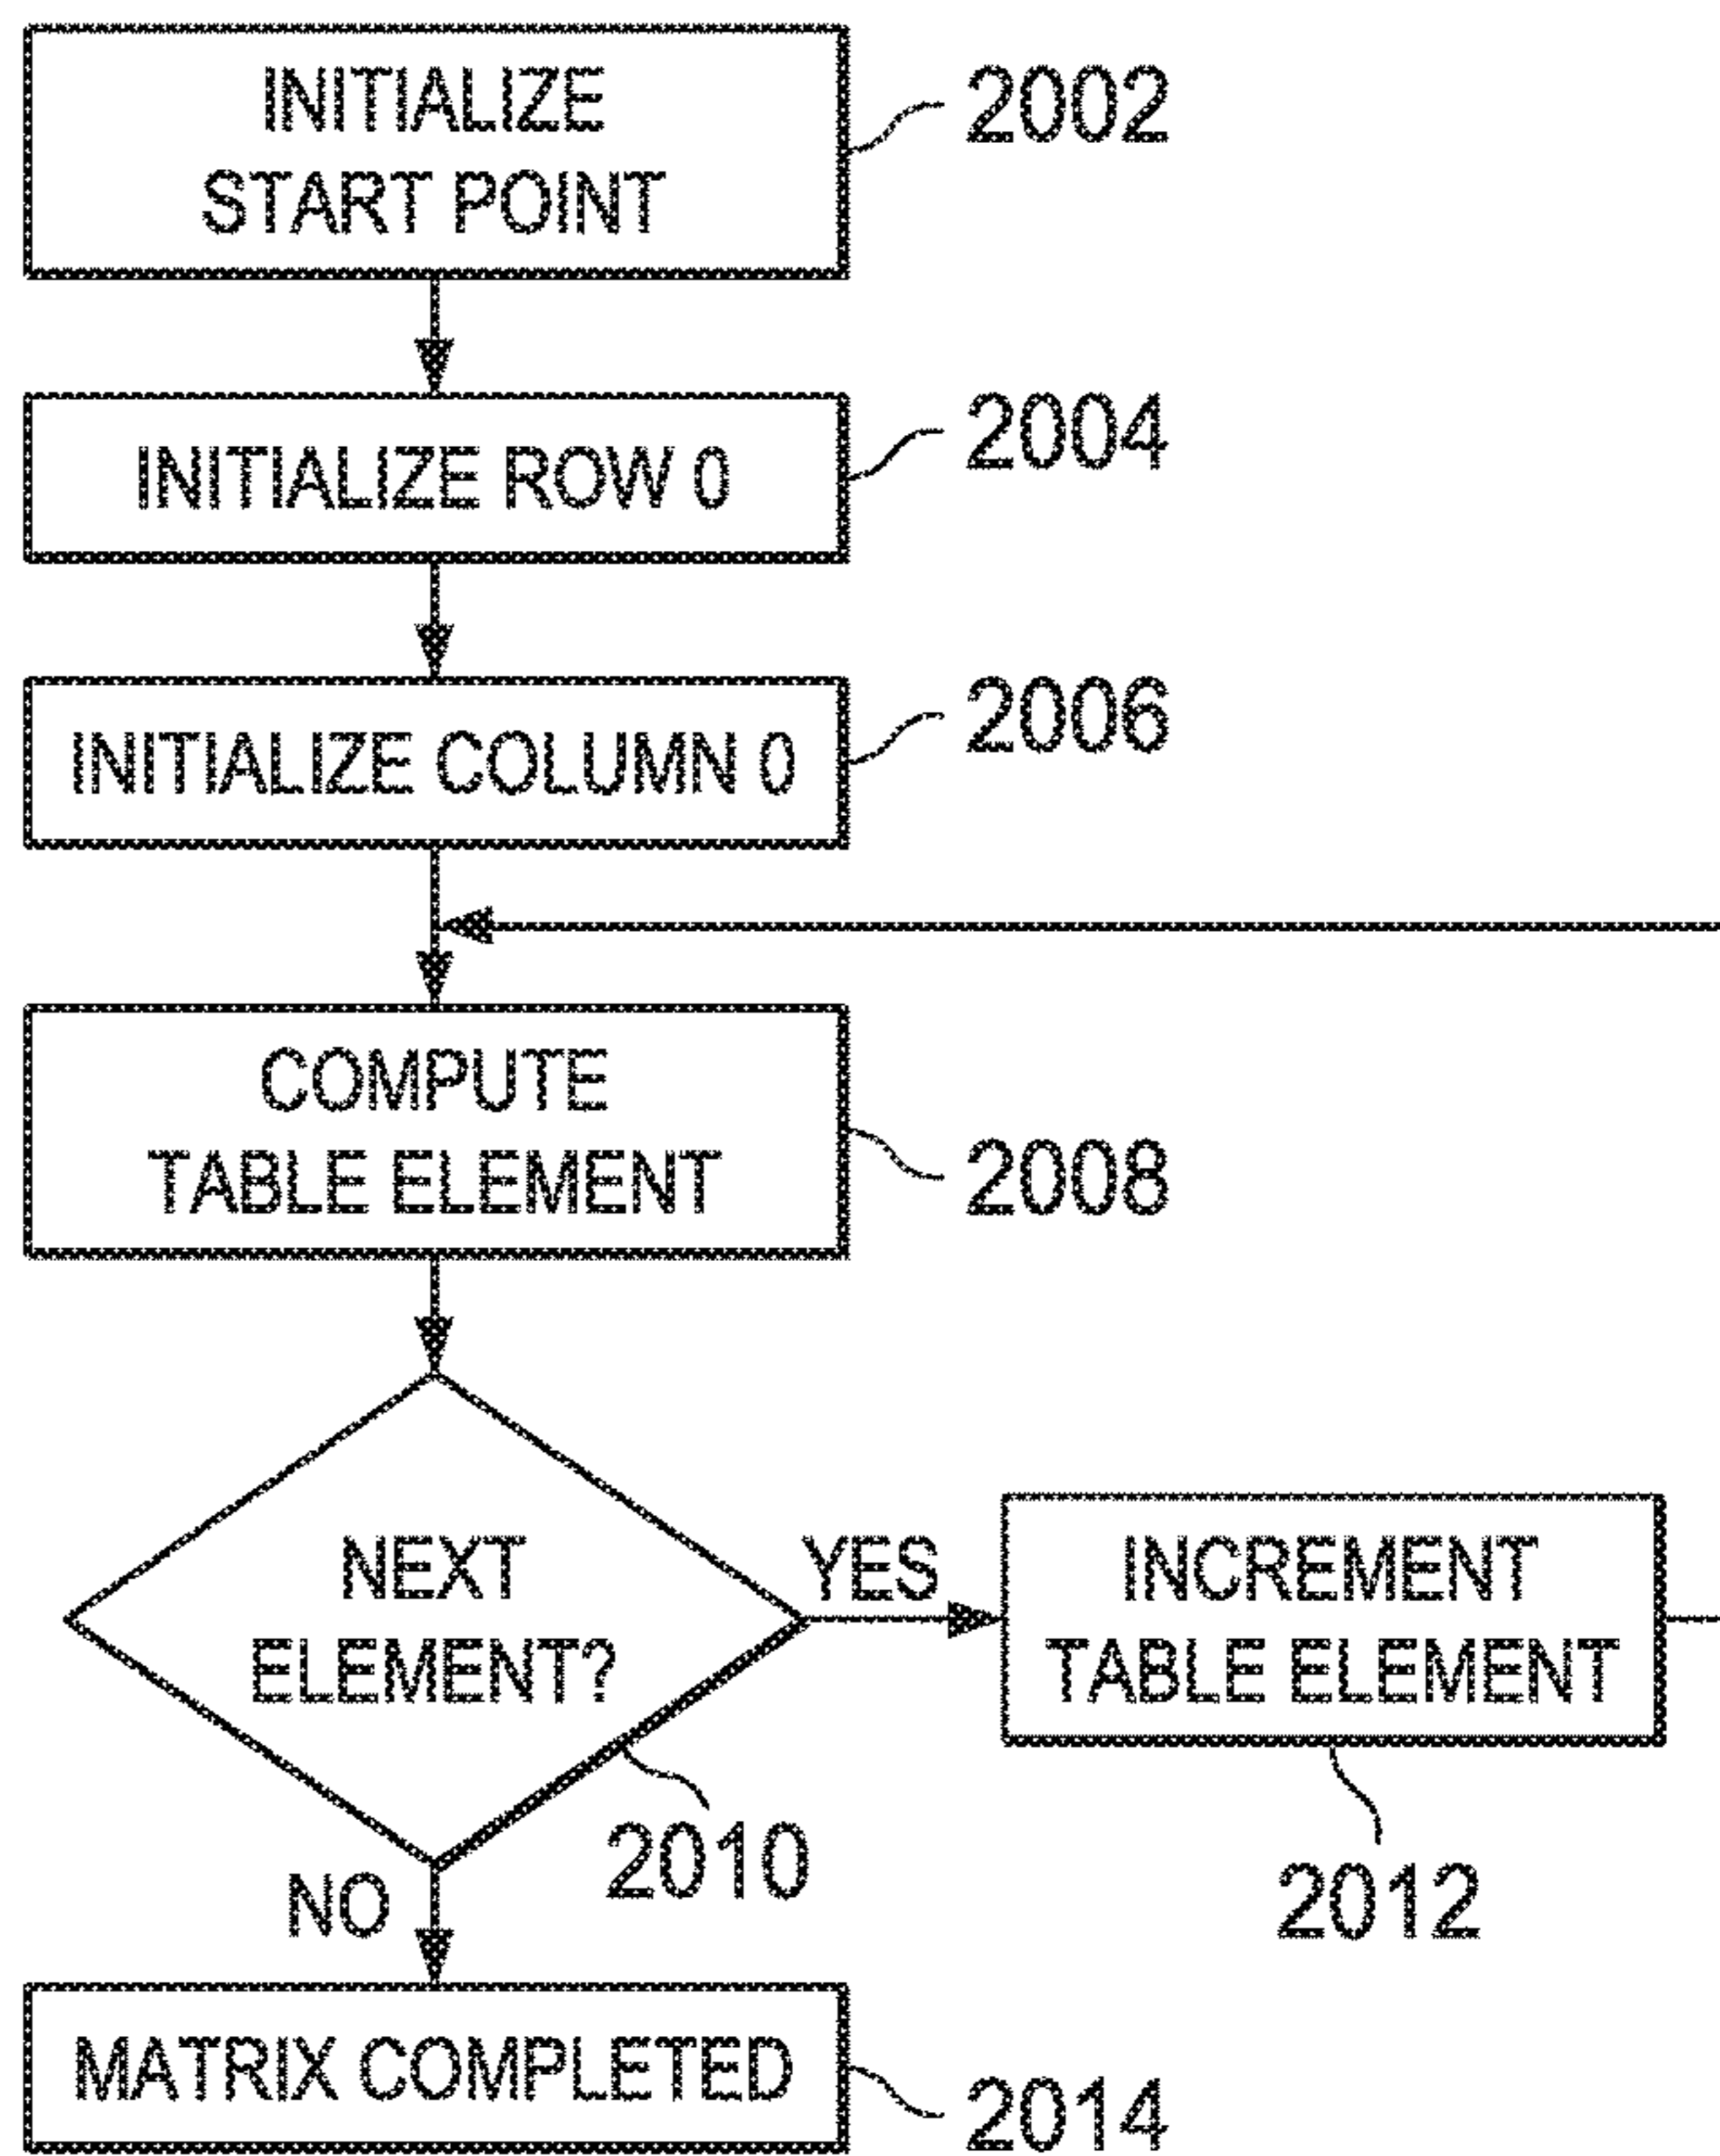 INITIALIZE
START POINT
2002
INITIALIZE ROW 0
2004
INITIALIZE COLUMN 0
2006
COMPUTE
TABLE ELEMENT
2008
NEXT
ELEMENT?
YES
INCREMENT
TABLE ELEMENT
2010
2012
NO
MATRIX COMPLETED
2014